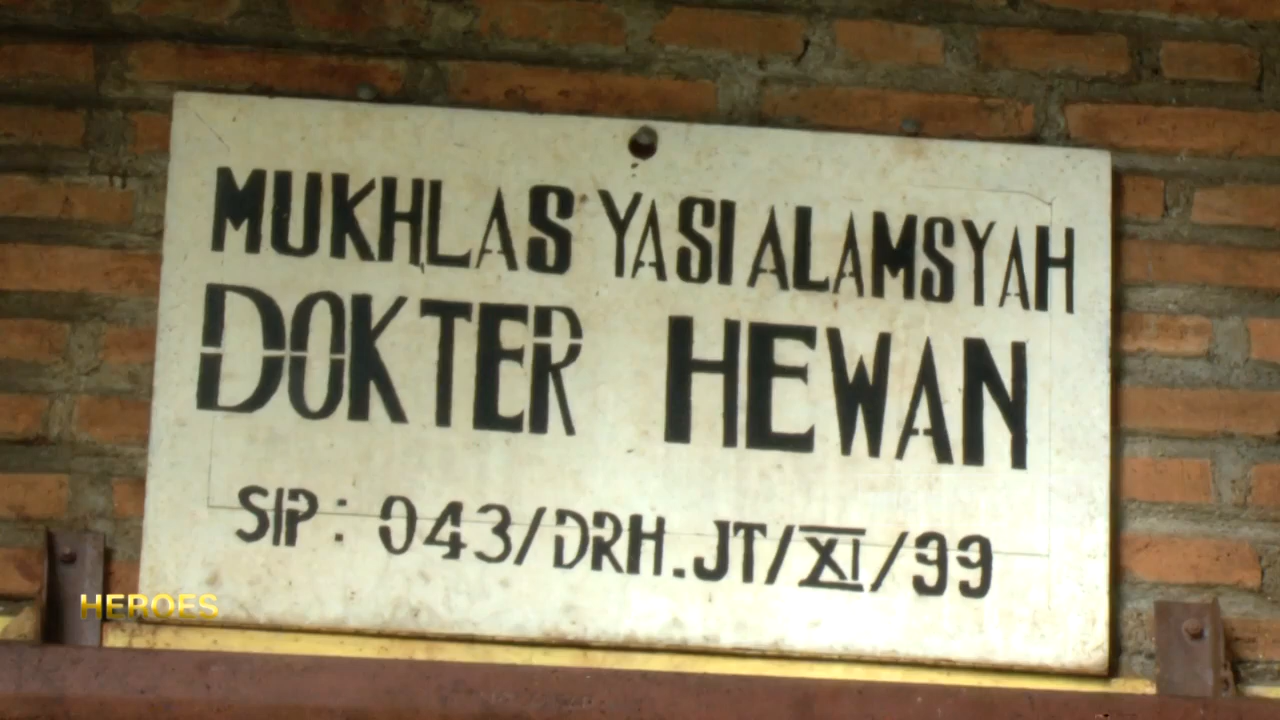 MUKHLAS YASI ALAMSYAH
DOKTER HEWAN
SIP : 043/DRH.JT/XI/99
HEROES